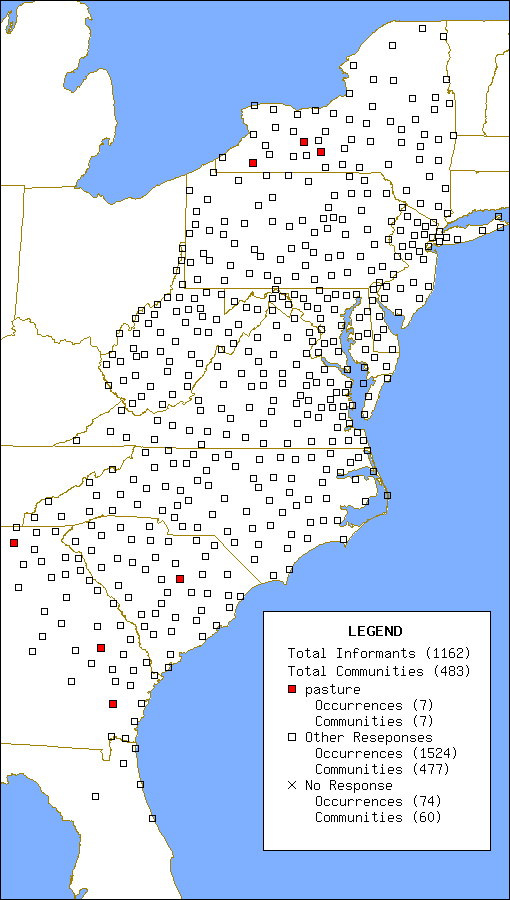 LEGEND
Total Informants (1162)
Total Communities (483)
pasture
Occurrences (7)
Communities (7)
Other Reseponses
Occurrences (1524)
Communities (477)
No Response
Occurrences (74)
Communities (60)